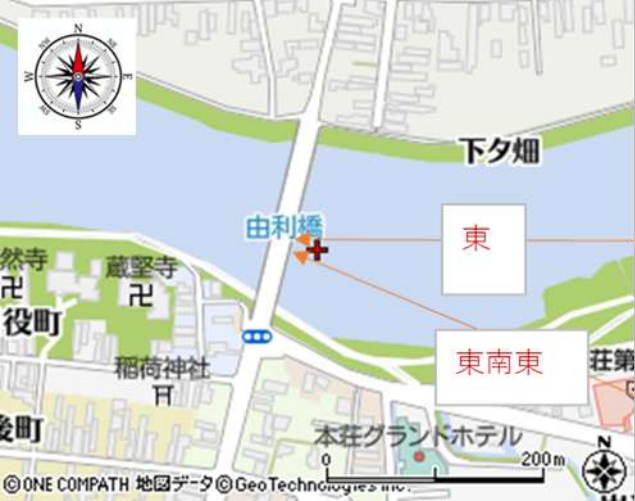 N
W
E
S
下夕畑
由利橋
東
然寺
蔵堅寺
役町
東南東
荘第
稲荷神社
後町
本荘グランドホテル
0
200m
©ONE COMPATH 地図データ©GeoTechnologies Inc.
N